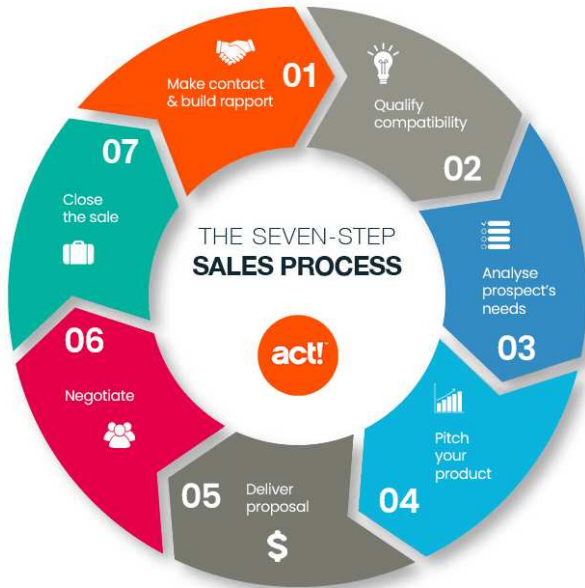 THE SEVEN-STEP
SALES PROCESS
act!
01
Make contact
& build rapport
Qualify
compatibility
02
Analyse
prospect's
needs
03
Pitch
your
product
04
05
Deliver
proposal
$
06
Negotiate
07
Close
the sale